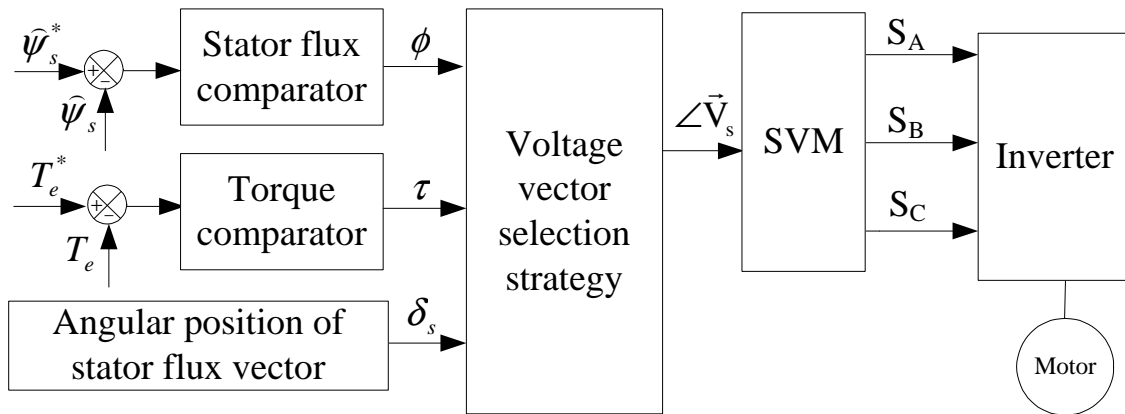 ψ̂s*
+
−
ψ̂s
Stator flux
comparator
ϕ
Te*
+
−
Te
Torque
comparator
τ
Angular position of
stator flux vector
δs
Voltage
vector
selection
strategy
∠V⃗s
SVM
SA
SB
SC
Inverter
Motor